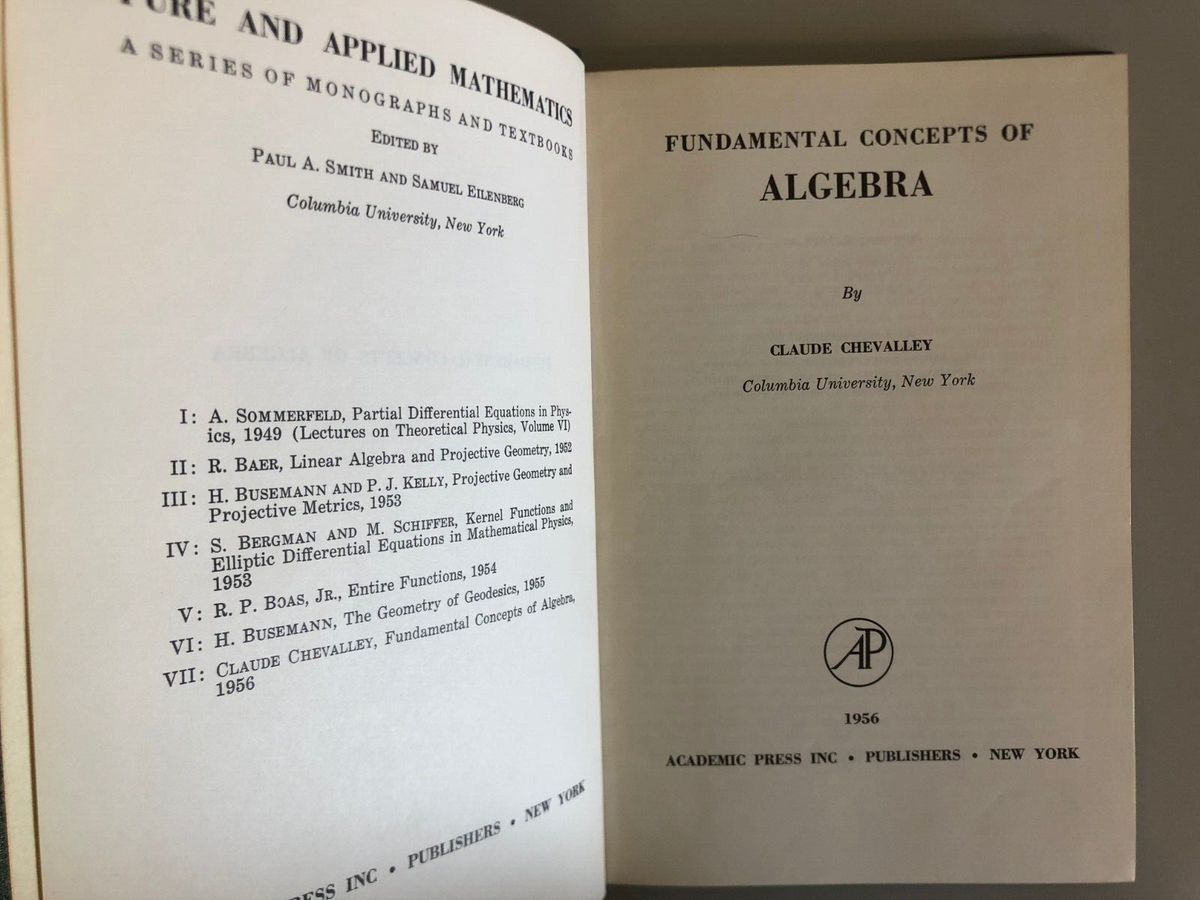 PURE AND APPLIED MATHEMATICS
A SERIES OF MONOGRAPHS AND TEXTBOOKS
EDITED BY
PAUL A. SMITH AND SAMUEL EILENBERG
Columbia University, New York
I: A. SOMMERFELD, Partial Differential Equations in Phys-
ics, 1949 (Lectures on Theoretical Physics, Volume VI)
II: R. BAER, Linear Algebra and Projective Geometry, 1952
III: H. BUSEMANN AND P. J. KELLY, Projective Geometry and
Projective Metrics, 1953
IV: S. BERGMAN AND M. SCHIFFER, Kernel Functions and
Elliptic Differential Equations in Mathematical Physics,
1953
V: R. P. BOAS, JR., Entire Functions, 1954
VI: H. BUSEMANN, The Geometry of Geodesics, 1955
VII: CLAUDE CHEVALLEY, Fundamental Concepts of Algebra,
1956
RESS INC • PUBLISHERS • NEW YORK
FUNDAMENTAL CONCEPTS OF
ALGEBRA
By
CLAUDE CHEVALLEY
Columbia University, New York
AP
1956
ACADEMIC PRESS INC • PUBLISHERS • NEW YORK